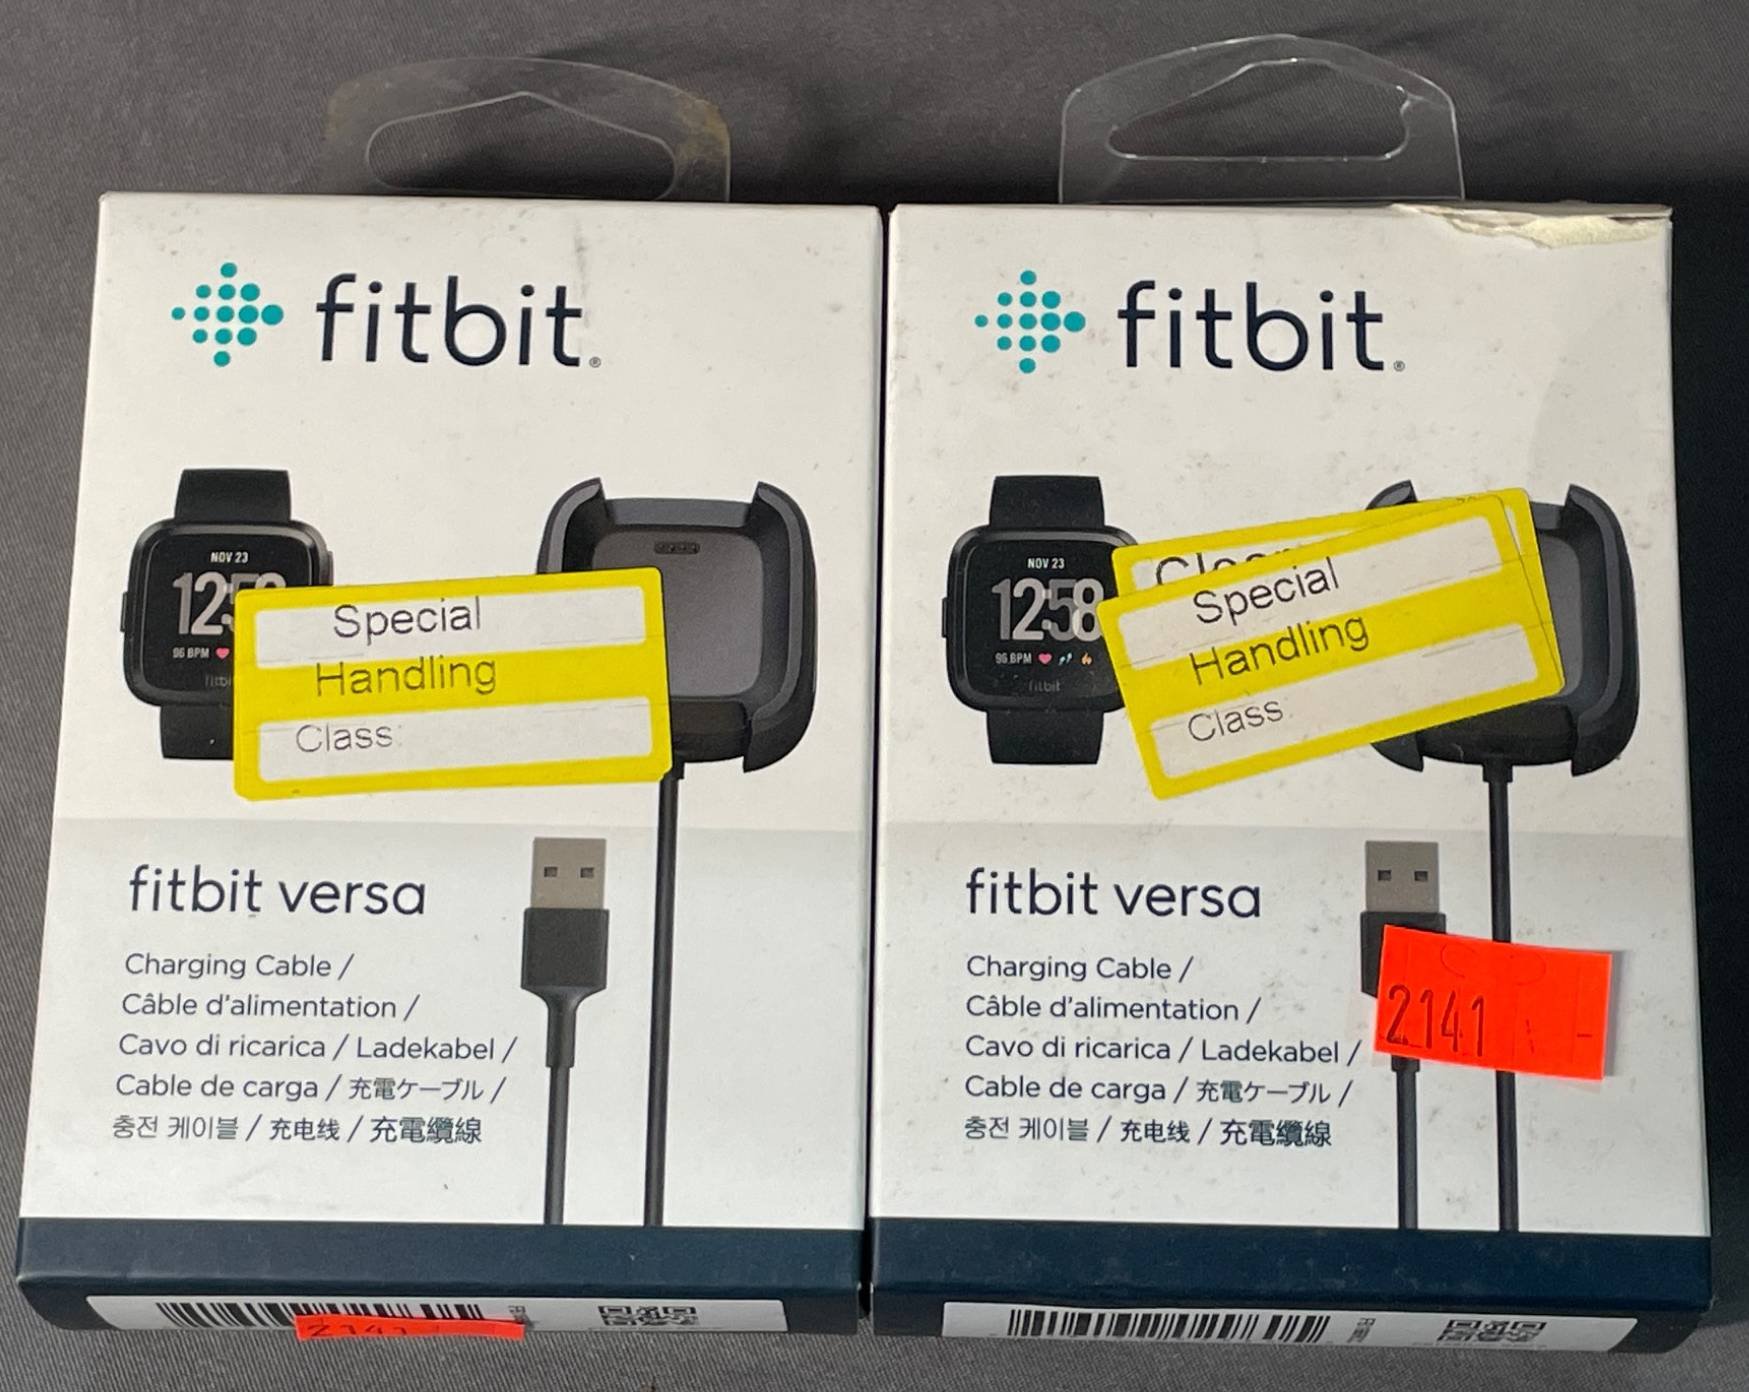 fitbit®
NOV 23
96 BPM
Special
Handling
Class:
fitbit versa
Charging Cable /
Câble d'alimentation /
Cavo di ricarica / Ladekabel /
Cable de carga / 充電ケーブル /
충전 케이블 / 充电线 / 充電纜線
2141
fitbit®
NOV 23
12:58
96 BPM
fitbit
Special
Handling
Class:
fitbit versa
Charging Cable /
Câble d'alimentation /
Cavo di ricarica / Ladekabel /
Cable de carga / 充電ケーブル /
충전 케이블 / 充电线 / 充電纜線
2141